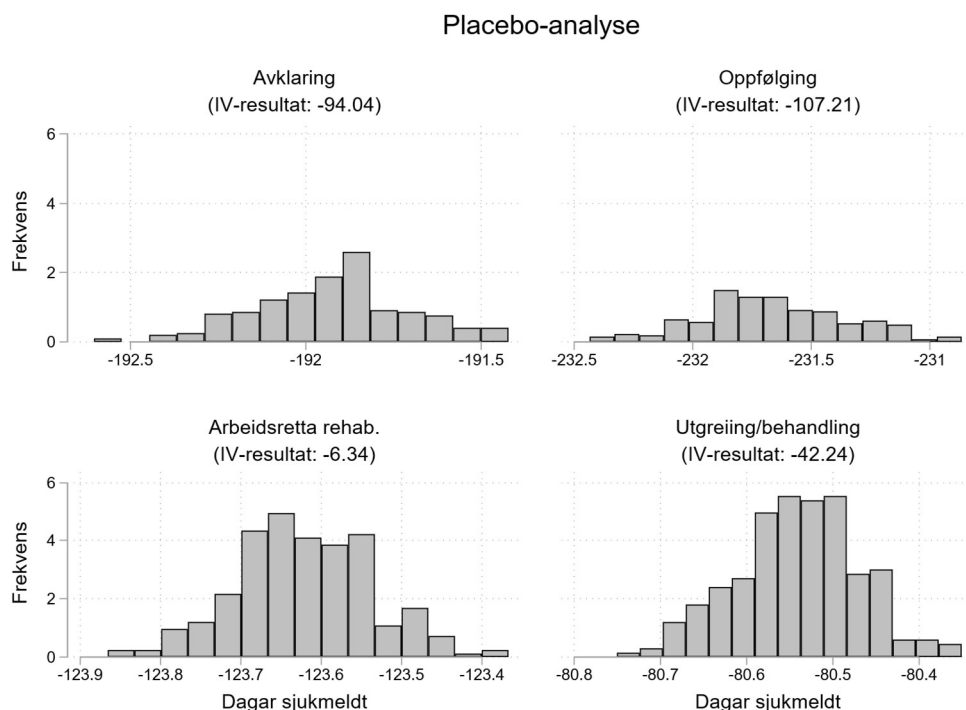 Placebo-analyse
Avklaring
(IV-resultat: -94.04)
Oppfølging
(IV-resultat: -107.21)
Frekvens
6
4
2
0
-192.5
-192
-191.5
-232.5
-232
-231.5
-231
Arbeidsretta rehab.
(IV-resultat: -6.34)
Utgreiing/behandling
(IV-resultat: -42.24)
Frekvens
6
4
2
0
-123.9
-123.8
-123.7
-123.6
-123.5
-123.4
-80.8
-80.7
-80.6
-80.5
-80.4
Dagar sjukmeldt
Dagar sjukmeldt